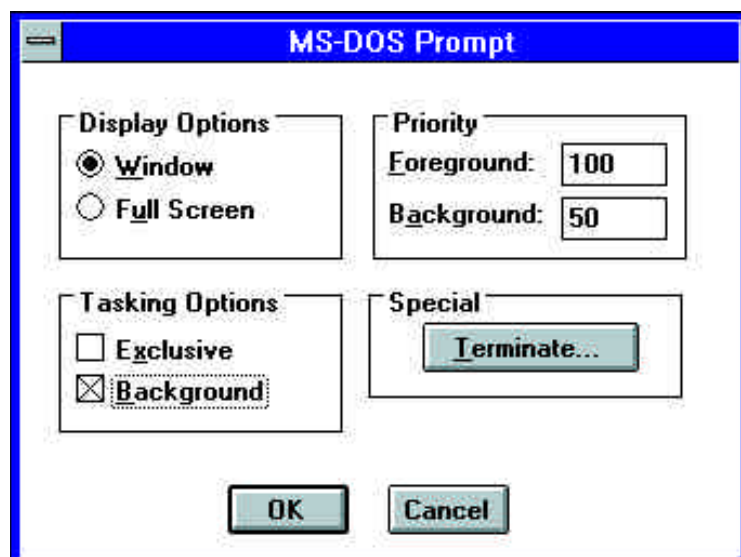 MS-DOS Prompt
Display Options
Window
Full Screen
Priority
Foreground: 100
Background: 50
Tasking Options
Exclusive
Background
Special
Terminate...
OK
Cancel